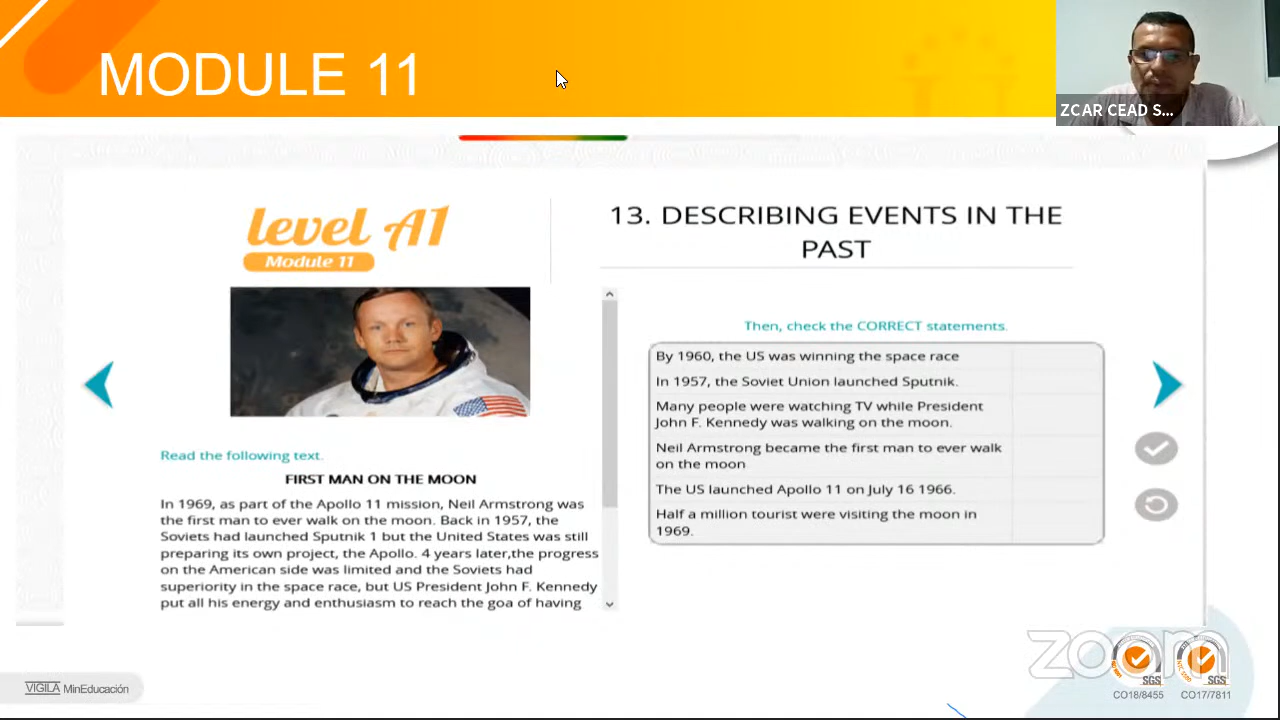 MODULE 11
ZCAR CEAD S...
level A1
Module 11
13. DESCRIBING EVENTS IN THE
PAST
Read the following text.
FIRST MAN ON THE MOON
In 1969, as part of the Apollo 11 mission, Neil Armstrong was
the first man to ever walk on the moon. Back in 1957, the
Soviets had launched Sputnik 1 but the United States was still
preparing its own project, the Apollo. 4 years later,the progress
on the American side was limited and the Soviets had
superiority in the space race, but US President John F. Kennedy
put all his energy and enthusiasm to reach the goa of having
Then, check the CORRECT statements.
By 1960, the US was winning the space race
In 1957, the Soviet Union launched Sputnik.
Many people were watching TV while President
John F. Kennedy was walking on the moon.
Neil Armstrong became the first man to ever walk
on the moon
The US launched Apollo 11 on July 16 1966.
Half a million tourist were visiting the moon in
1969.
zoom
SGS
SGS
CO18/8455
CO17/7811
VIGILA MinEducación